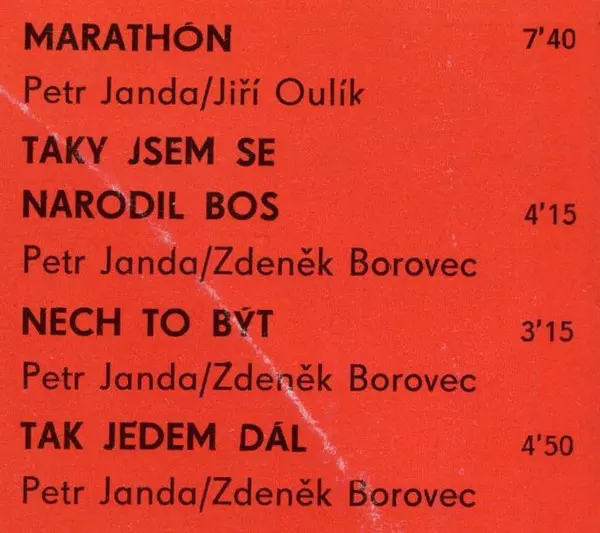 MARATHÓN 7'40
Petr Janda/Jiří Oulík
TAKY JSEM SE
NARODIL BOS 4'15
Petr Janda/Zdeněk Borovec
NECH TO BÝT 3'15
Petr Janda/Zdeněk Borovec
TAK JEDEM DÁL 4'50
Petr Janda/Zdeněk Borovec